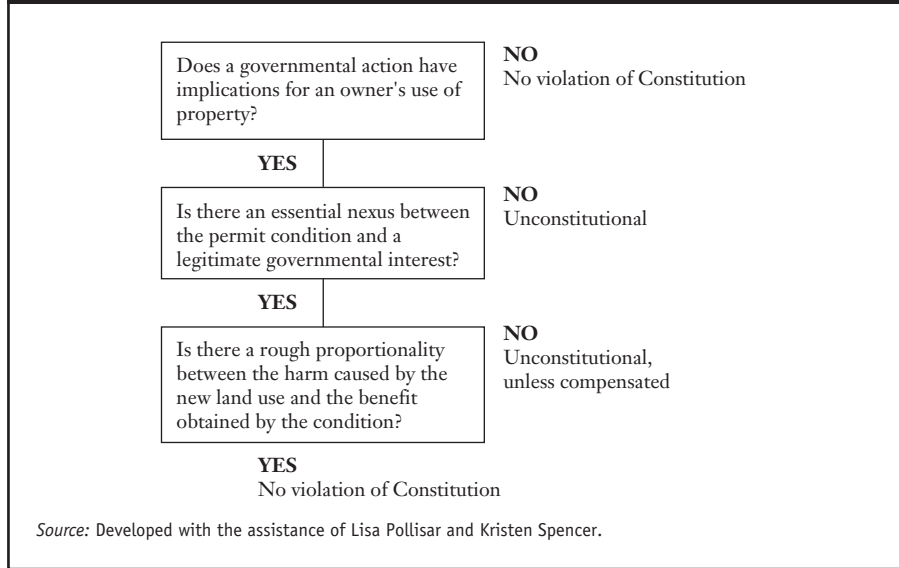 Does a governmental action have
implications for an owner's use of
property?
NO
No violation of Constitution
YES
Is there an essential nexus between
the permit condition and a
legitimate governmental interest?
NO
Unconstitutional
YES
Is there a rough proportionality
between the harm caused by the
new land use and the benefit
obtained by the condition?
NO
Unconstitutional,
unless compensated
YES
No violation of Constitution
Source: Developed with the assistance of Lisa Pollisar and Kristen Spencer.